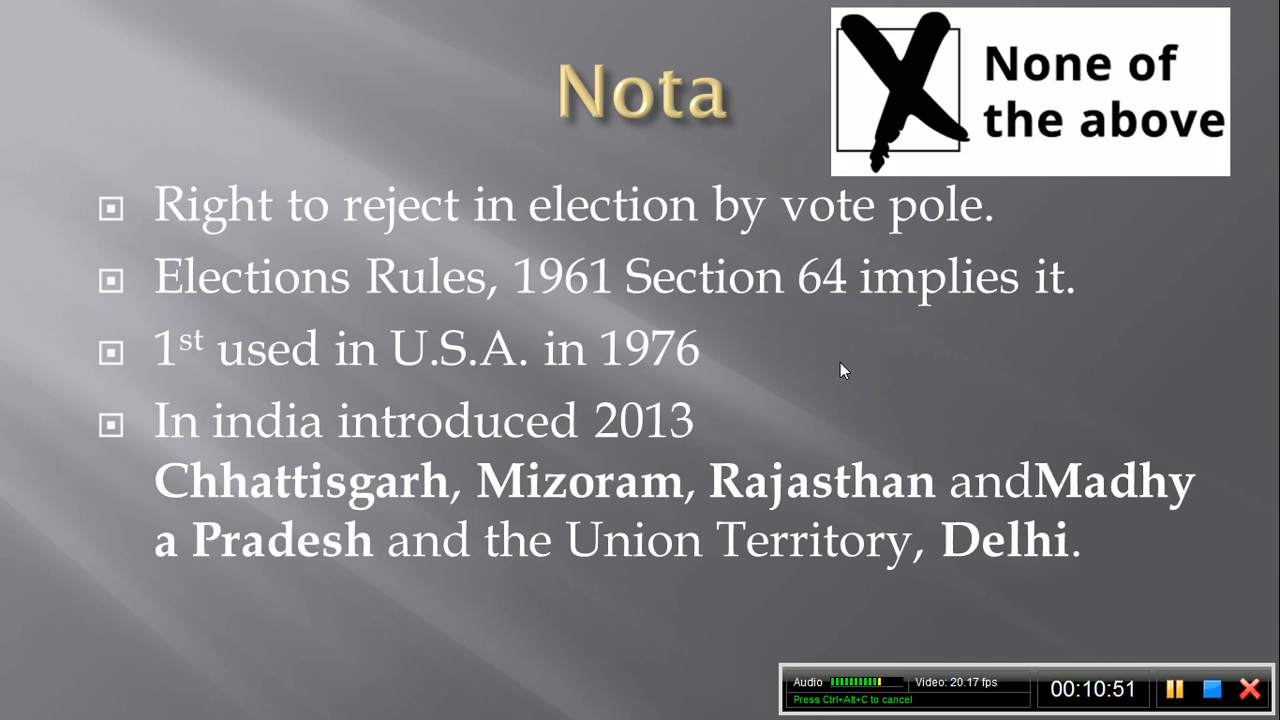 Nota
None of
the above
Right to reject in election by vote pole.
Elections Rules, 1961 Section 64 implies it.
1st used in U.S.A. in 1976
In india introduced 2013
Chhattisgarh, Mizoram, Rajasthan andMadhy
a Pradesh and the Union Territory, Delhi.
Audio Video: 20.17 fps 00:10:51
Press Ctrl+Alt+C to cancel